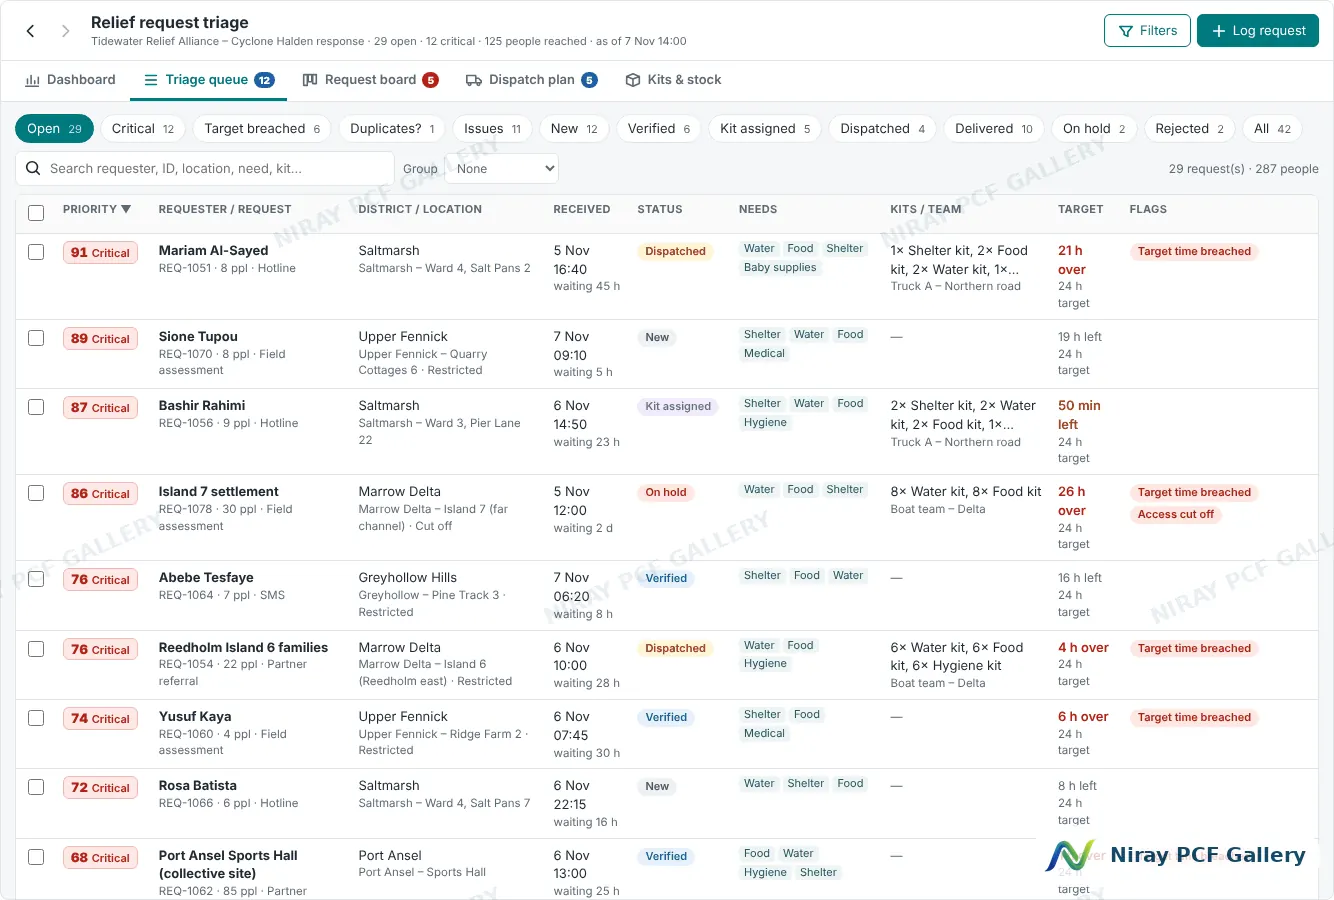 Relief request triage
Tidewater Relief Alliance – Cyclone Halden response · 29 open · 12 critical · 125 people reached · as of 7 Nov 14:00
Filters
+ Log request
Dashboard
Triage queue 12
Request board 5
Dispatch plan 5
Kits & stock
Open 29
Critical 12
Target breached 6
Duplicates? 1
Issues 11
New 12
Verified 6
Kit assigned 5
Dispatched 4
Delivered 10
On hold 2
Rejected 2
All 42
Search requester, ID, location, need, kit...
Group
None
29 request(s) · 287 people
PRIORITY ▼
REQUESTER / REQUEST
DISTRICT / LOCATION
RECEIVED
STATUS
NEEDS
KITS / TEAM
TARGET
FLAGS
91 Critical
Mariam Al-Sayed
REQ-1051 · 8 ppl · Hotline
Saltmarsh
Saltmarsh – Ward 4, Salt Pans 2
5 Nov
16:40
waiting 45 h
Dispatched
Water Food Shelter
Baby supplies
1× Shelter kit, 2× Food
kit, 2× Water kit, 1×...
Truck A – Northern road
21 h
over
24 h
target
Target time breached
89 Critical
Sione Tupou
REQ-1070 · 8 ppl · Field
assessment
Upper Fennick
Upper Fennick – Quarry
Cottages 6 · Restricted
7 Nov
09:10
waiting 5 h
New
Shelter Water Food
Medical
—
19 h left
24 h
target
87 Critical
Bashir Rahimi
REQ-1056 · 9 ppl · Hotline
Saltmarsh
Saltmarsh – Ward 3, Pier Lane
22
6 Nov
14:50
waiting 23 h
Kit assigned
Shelter Water Food
Hygiene
2× Shelter kit, 2× Water
kit, 2× Food kit, 1×...
Truck A – Northern road
50 min
left
24 h
target
86 Critical
Island 7 settlement
REQ-1078 · 30 ppl · Field
assessment
Marrow Delta
Marrow Delta – Island 7 (far
channel) · Cut off
5 Nov
12:00
waiting 2 d
On hold
Water Food Shelter
8× Water kit, 8× Food kit
Boat team – Delta
26 h
over
24 h
target
Target time breached
Access cut off
76 Critical
Abebe Tesfaye
REQ-1064 · 7 ppl · SMS
Greyhollow Hills
Greyhollow – Pine Track 3 ·
Restricted
7 Nov
06:20
waiting 8 h
Verified
Shelter Food Water
—
16 h left
24 h
target
76 Critical
Reedholm Island 6 families
REQ-1054 · 22 ppl · Partner
referral
Marrow Delta
Marrow Delta – Island 6
(Reedholm east) · Restricted
6 Nov
10:00
waiting 28 h
Dispatched
Water Food
Hygiene
6× Water kit, 6× Food
kit, 6× Hygiene kit
Boat team – Delta
4 h over
24 h
target
Target time breached
74 Critical
Yusuf Kaya
REQ-1060 · 4 ppl · Field
assessment
Upper Fennick
Upper Fennick – Ridge Farm 2 ·
Restricted
6 Nov
07:45
waiting 30 h
Verified
Shelter Food
Medical
—
6 h over
24 h
target
Target time breached
72 Critical
Rosa Batista
REQ-1066 · 6 ppl · Hotline
Saltmarsh
Saltmarsh – Ward 4, Salt Pans 7
6 Nov
22:15
waiting 16 h
New
Water Shelter Food
—
8 h left
24 h
target
68 Critical
Port Ansel Sports Hall
(collective site)
REQ-1062 · 85 ppl · Partner
Port Ansel
Port Ansel – Sports Hall
6 Nov
13:00
waiting 25 h
Verified
Food Water
Hygiene Shelter
—
target
Niray PCF Gallery
NIRAY PCF GALLERY
NIRAY PCF GALLERY
NIRAY PCF GALLERY